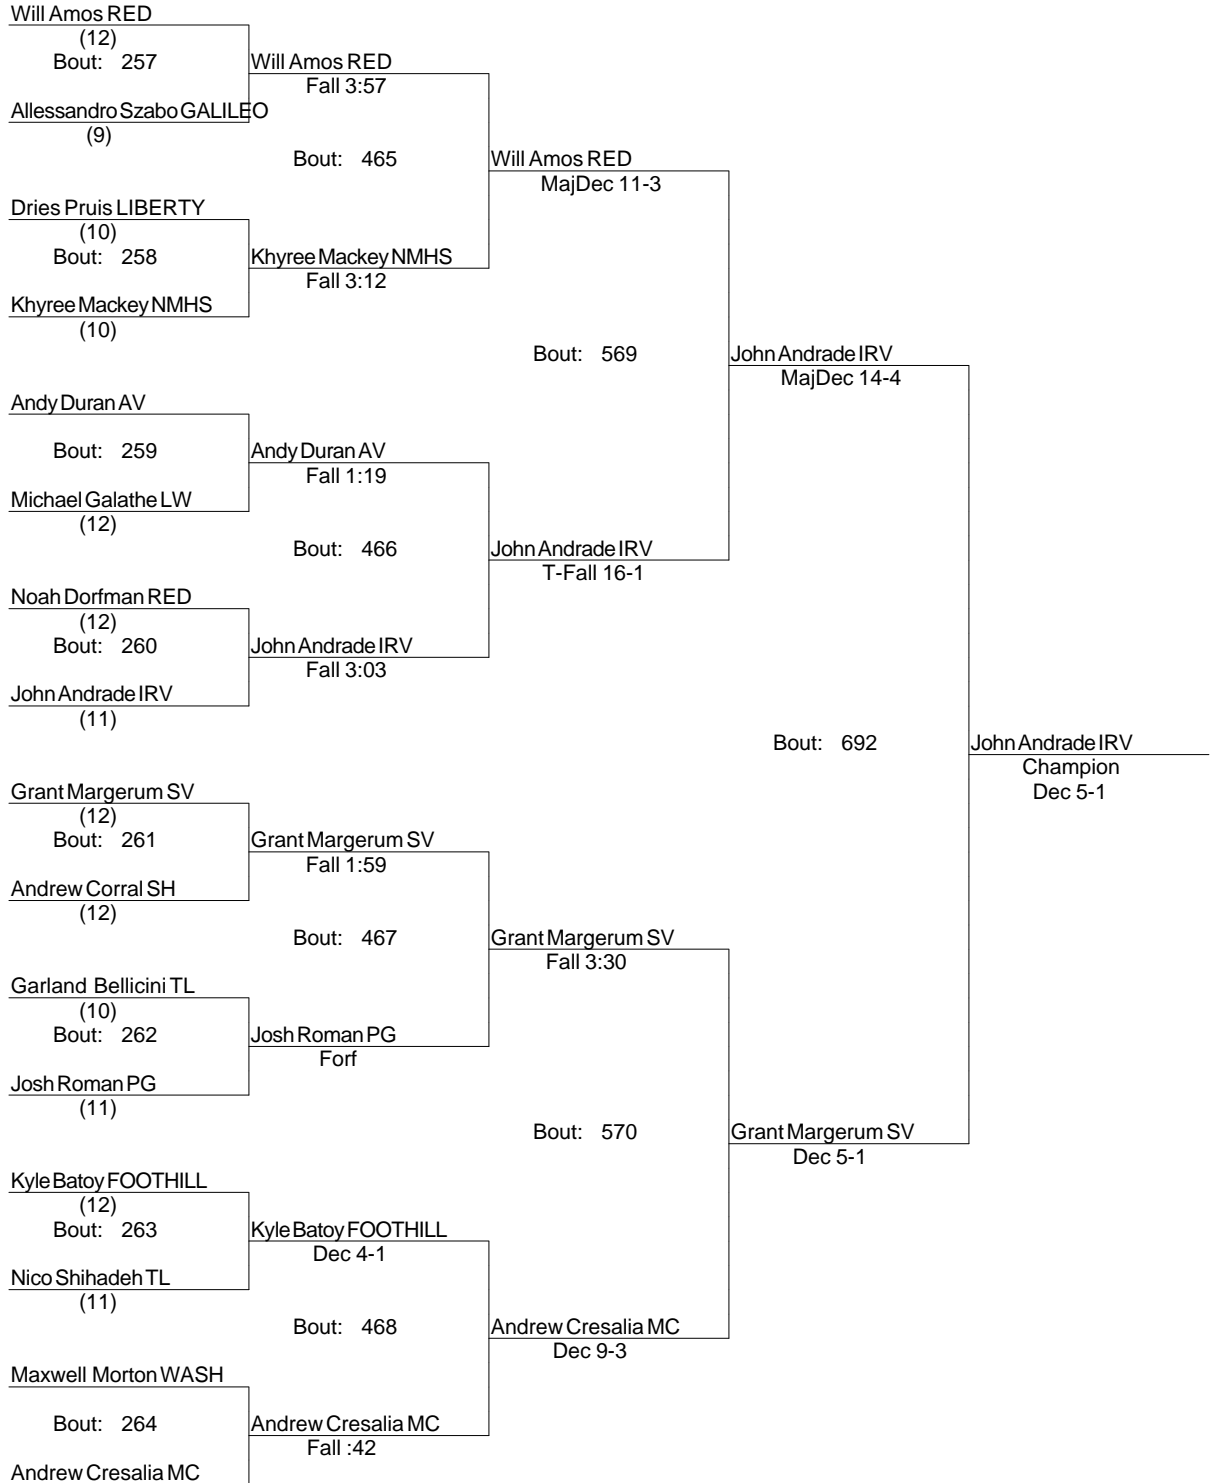 Will Amos RED
(12)
Bout: 257
Will Amos RED
Fall 3:57
Allessandro Szabo GALILEO
(9)
Bout: 465
Will Amos RED
MajDec 11-3
Dries Pruis LIBERTY
(10)
Bout: 258
Khyree Mackey NMHS
Fall 3:12
Khyree Mackey NMHS
(10)
Bout: 569
John Andrade IRV
MajDec 14-4
Andy Duran AV
Bout: 259
Andy Duran AV
Fall 1:19
Michael Galathe LW
(12)
Bout: 466
John Andrade IRV
T-Fall 16-1
Noah Dorfman RED
(12)
Bout: 260
John Andrade IRV
Fall 3:03
John Andrade IRV
(11)
Bout: 692
John Andrade IRV
Champion
Dec 5-1
Grant Margerum SV
(12)
Bout: 261
Grant Margerum SV
Fall 1:59
Andrew Corral SH
(12)
Bout: 467
Grant Margerum SV
Fall 3:30
Garland Bellicini TL
(10)
Bout: 262
Josh Roman PG
Forf
Josh Roman PG
(11)
Bout: 570
Grant Margerum SV
Dec 5-1
Kyle Batoy FOOTHILL
(12)
Bout: 263
Kyle Batoy FOOTHILL
Dec 4-1
Nico Shihadeh TL
(11)
Bout: 468
Andrew Cresalia MC
Dec 9-3
Maxwell Morton WASH
Bout: 264
Andrew Cresalia MC
Fall :42
Andrew Cresalia MC